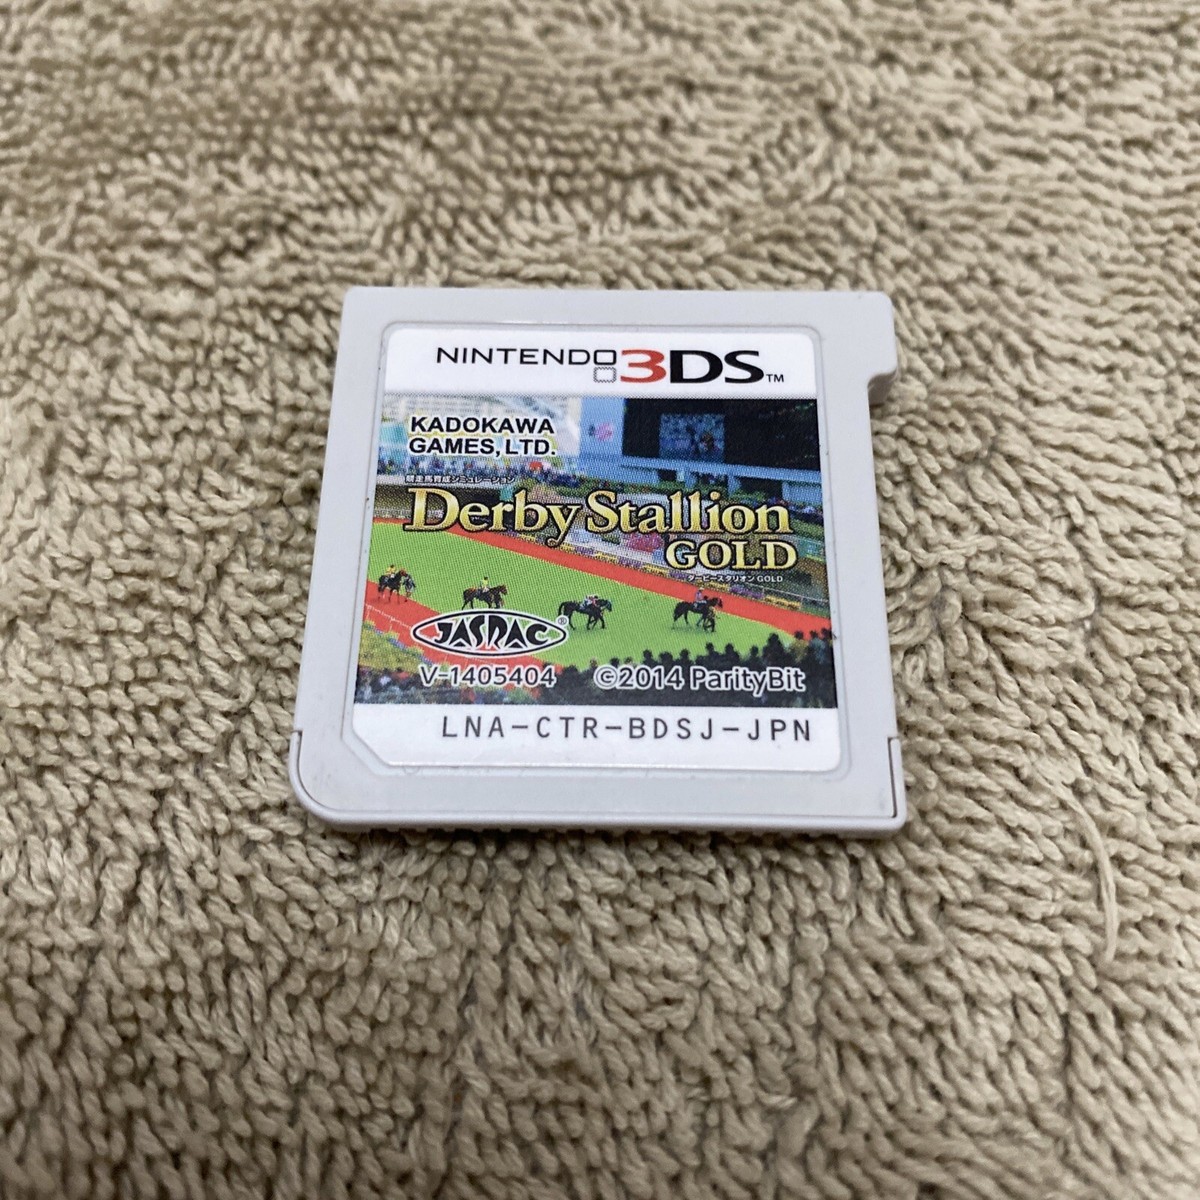 NINTENDO 3DS™
KADOKAWA
GAMES, LTD.
競走馬育成シミュレーション
Derby Stallion
GOLD
ダービースタリオン GOLD
JASRAC®
V-1405404 ©2014 ParityBit
LNA-CTR-BDSJ-JPN